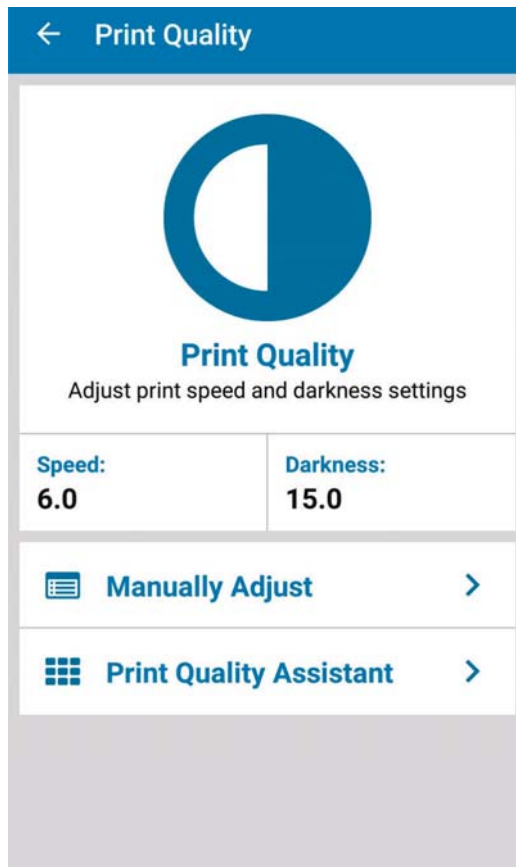 Print Quality
Print Quality
Adjust print speed and darkness settings
Speed:
6.0
Darkness:
15.0
Manually Adjust
Print Quality Assistant